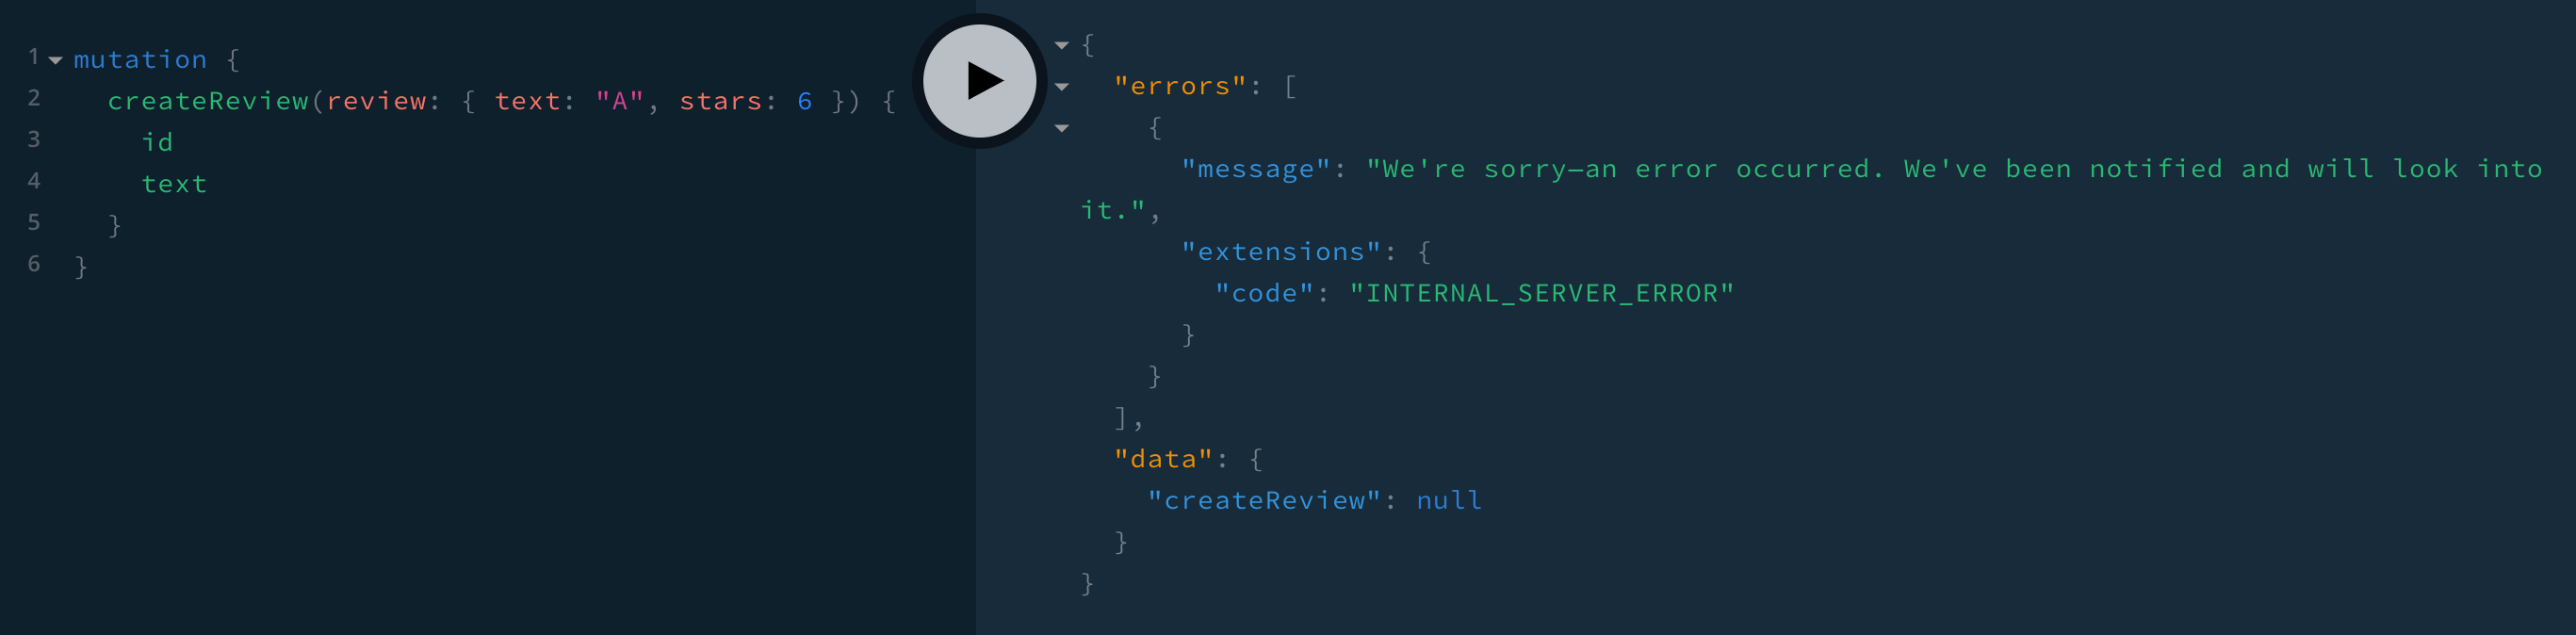 1 mutation {
2   createReview(review: { text: "A", stars: 6 }) {
3     id
4     text
5   }
6 }
{
  "errors": [
    {
      "message": "We're sorry—an error occurred. We've been notified and will look into
it.",
      "extensions": {
        "code": "INTERNAL_SERVER_ERROR"
      }
    }
  ],
  "data": {
    "createReview": null
  }
}